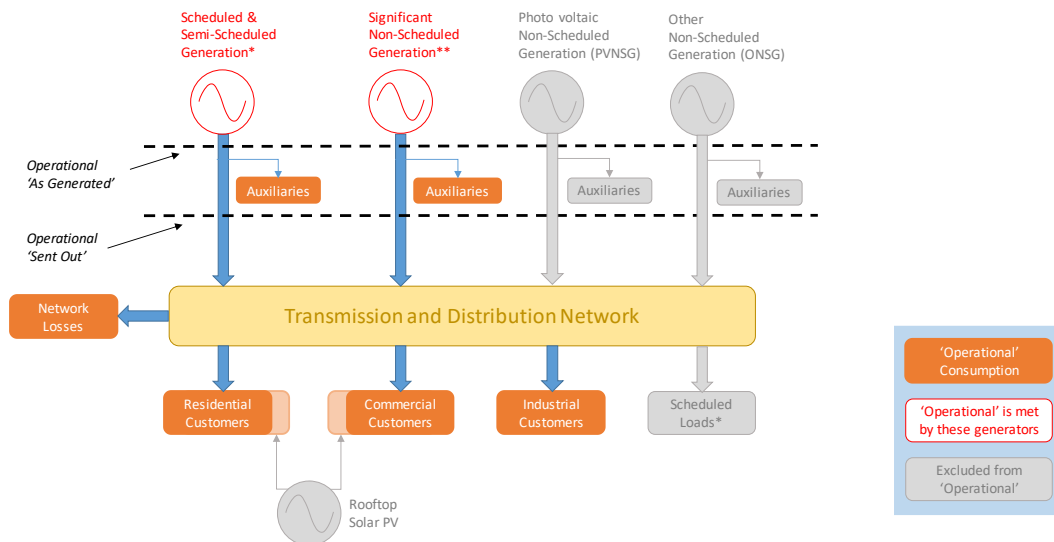 Scheduled &
Semi-Scheduled
Generation*
Significant
Non-Scheduled
Generation**
Photo voltaic
Non-Scheduled
Generation (PVNSG)
Other
Non-Scheduled
Generation (ONSG)
Operational
‘As Generated’
Auxiliaries
Auxiliaries
Auxiliaries
Auxiliaries
Operational
‘Sent Out’
Network
Losses
Transmission and Distribution Network
Residential
Customers
Commercial
Customers
Industrial
Customers
Scheduled
Loads*
Rooftop
Solar PV
‘Operational’
Consumption
‘Operational’ is met
by these generators
Excluded from
‘Operational’